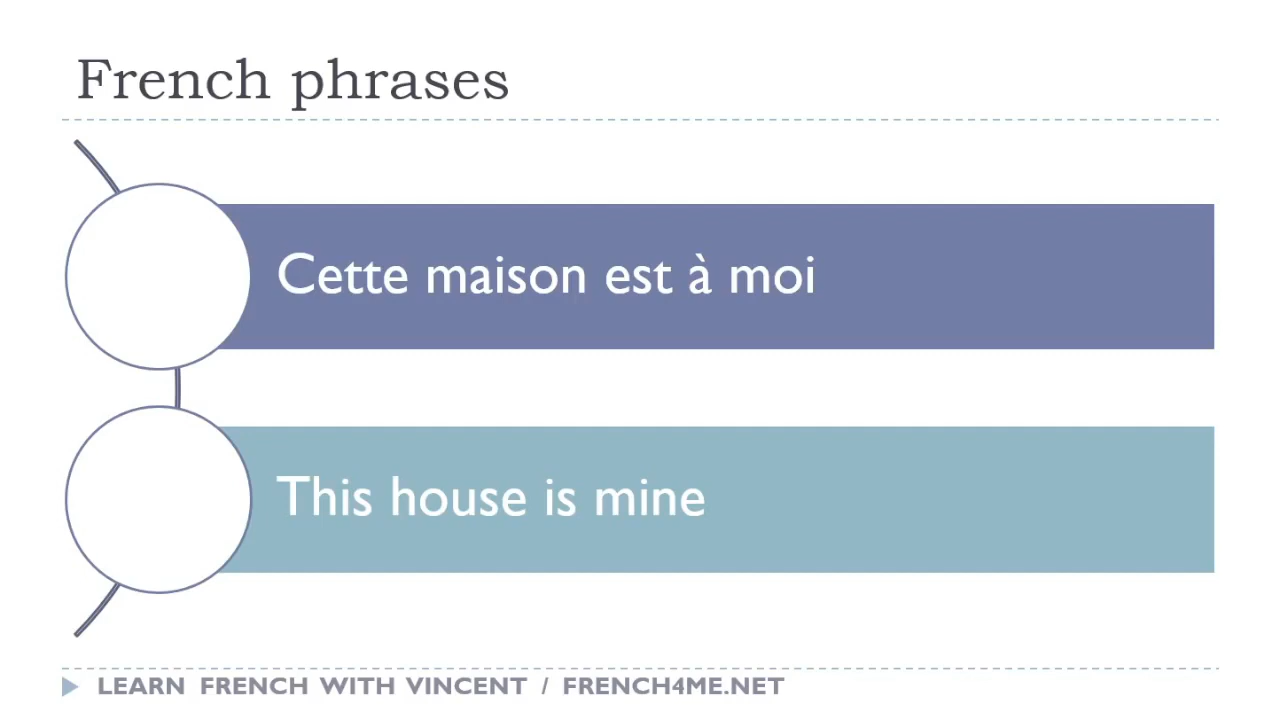 French phrases
Cette maison est à moi
This house is mine
LEARN FRENCH WITH VINCENT / FRENCH4ME.NET